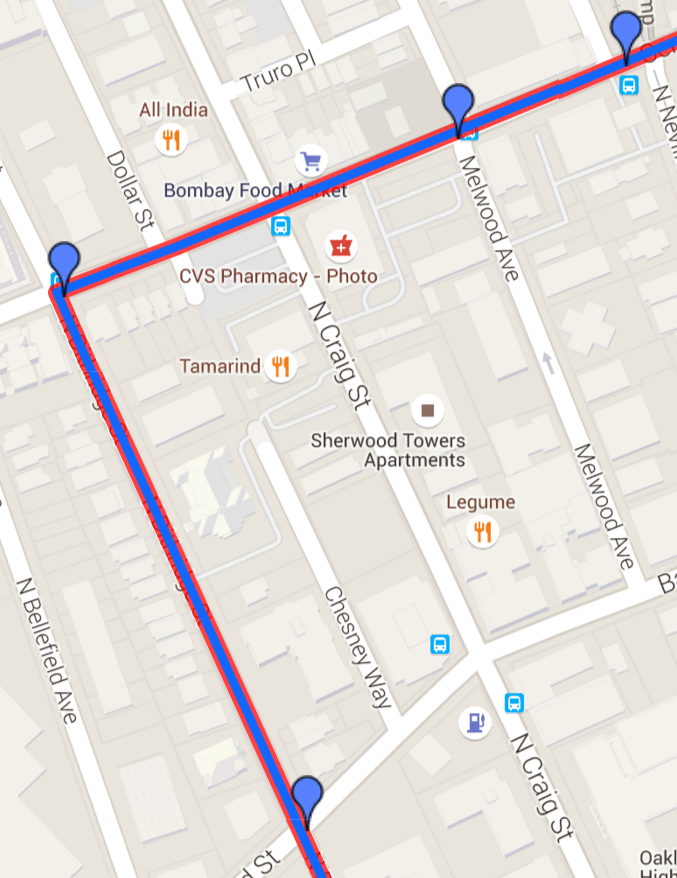 Truro Pl
All India
Dollar St
Bombay Food Market
Melwood Ave
CVS Pharmacy - Photo
N Craig St
Tamarind
Sherwood Towers
Apartments
Legume
Melwood Ave
N Bellefield Ave
Chesney Way
N Craig St
d St
Oakl